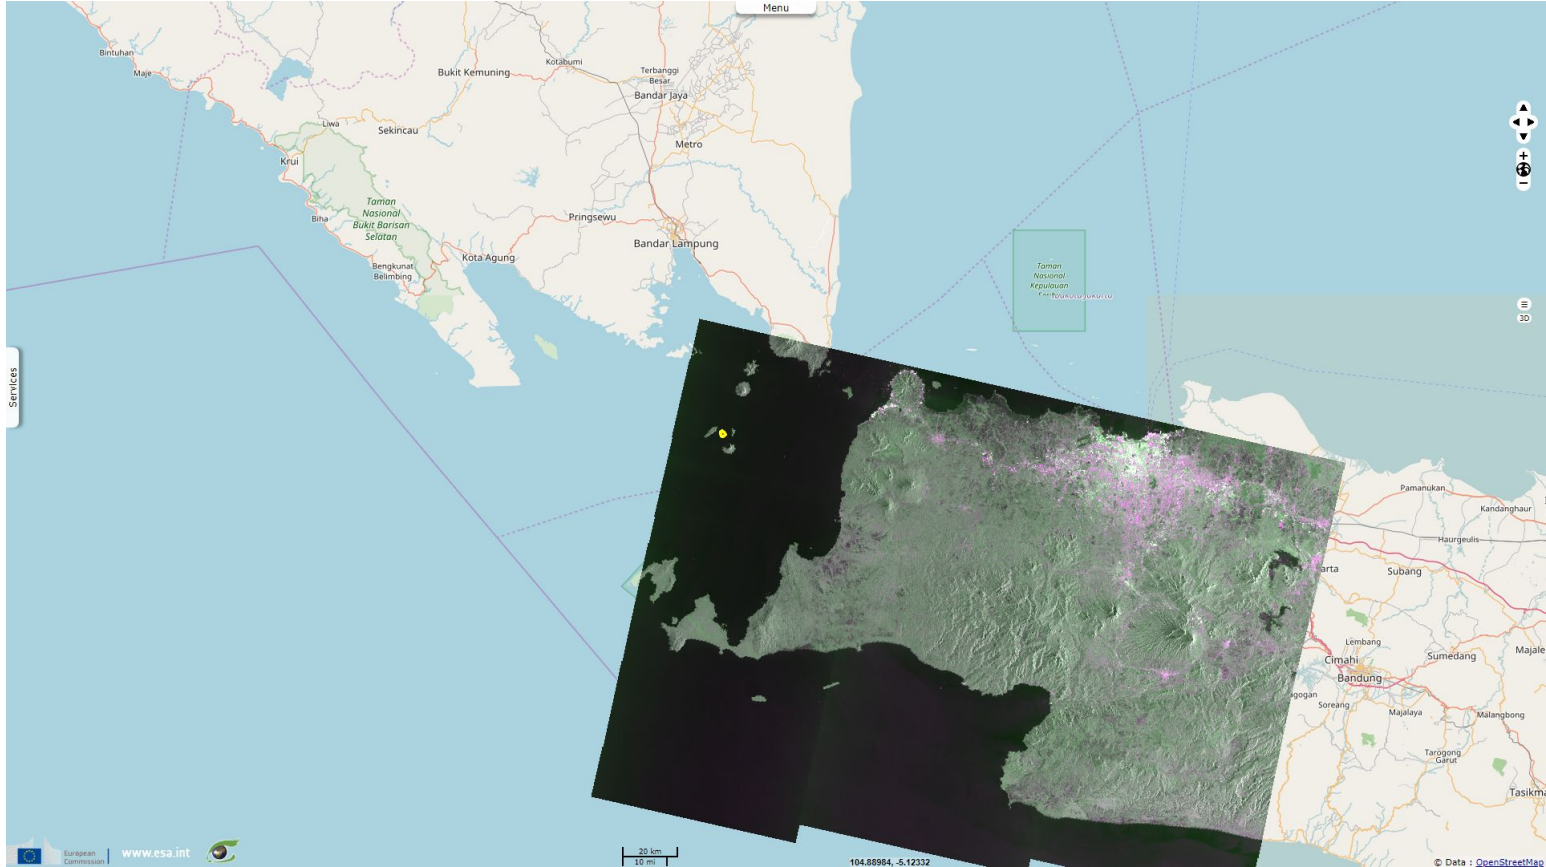 Menu
Bintuhan
Maje
Bukit Kemuning
Kotabumi
Terbanggi
Besar
Bandar Jaya
Liwa
Sekincau
Metro
Krui
Taman
Nasional
Bukit Barisan
Selatan
Biha
Pringsewu
Bandar Lampung
Kota Agung
Bengkunat
Belimbing
Taman
Nasional
Kepulauan
3D
Services
Pamanukan
Kandanghaur
Haurgeulis
arta
Subang
Lembang
Cimahi
Sumedang
Majale
Bandung
agogan
Soreang
Majalaya
Malangbong
Tarogong
Garut
Tasikma
European
Commission
www.esa.int
20 km
10 mi
104.88984, -5.12332
© Data : OpenStreetMap